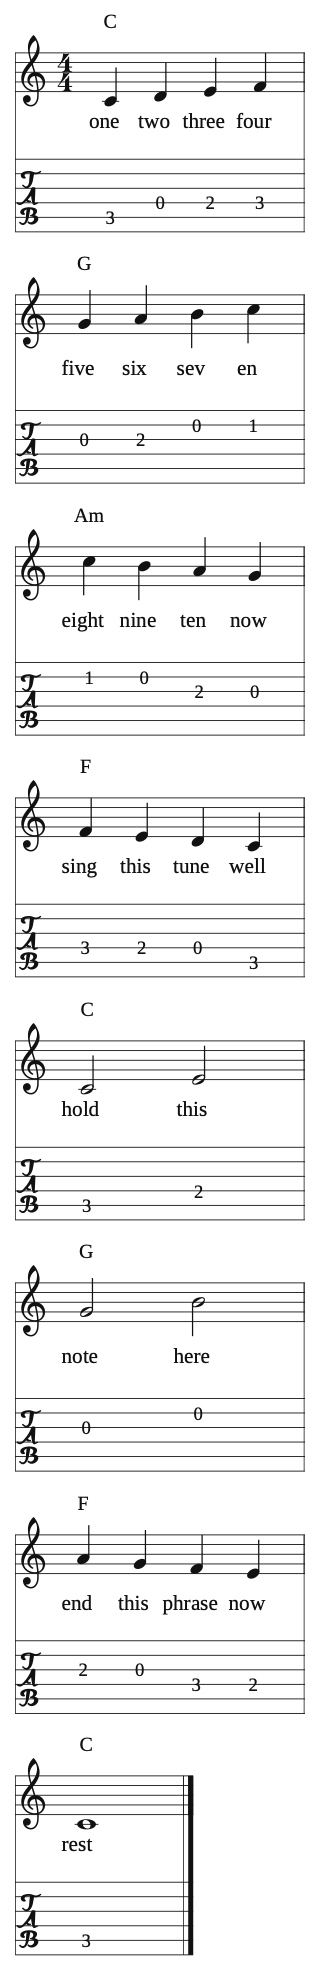 C
4
4
one two three four
T
A
B
3 0 2 3
G
five six sev en
T
A
B
0 2 0 1
Am
eight nine ten now
T
A
B
1 0 2 0
F
sing this tune well
T
A
B
3 2 0 3
C
hold this
T
A
B
3 2
G
note here
T
A
B
0 0
F
end this phrase now
T
A
B
2 0 3 2
C
rest
T
A
B
3